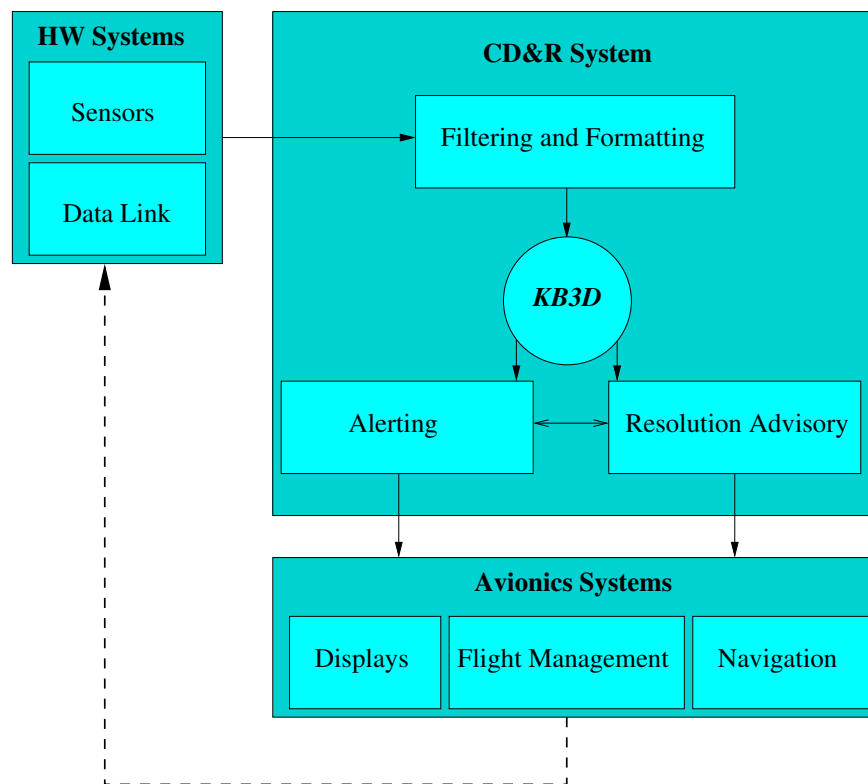 HW Systems
Sensors
Data Link
CD&R System
Filtering and Formatting
KB3D
Alerting
Resolution Advisory
Avionics Systems
Displays
Flight Management
Navigation